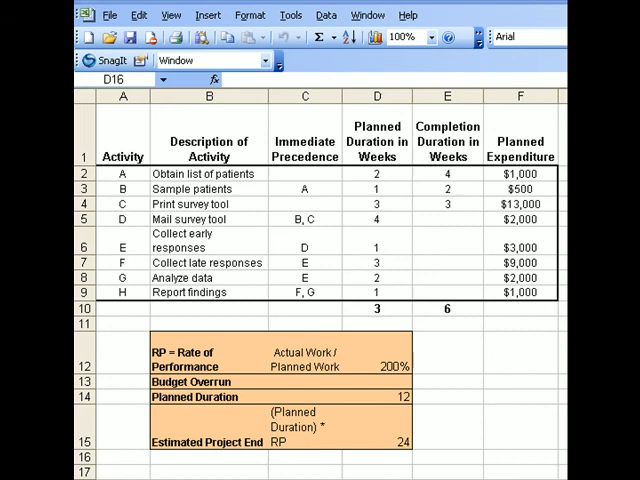 File Edit View Insert Format Tools Data Window Help
Σ 100% Arial
SnagIt Window
D16 fx
A B C D E F
1 Activity Description of Activity Immediate Precedence Planned Duration in Weeks Completion Duration in Weeks Planned Expenditure
2 A Obtain list of patients 2 4 $1,000
3 B Sample patients A 1 2 $500
4 C Print survey tool 3 3 $13,000
5 D Mail survey tool B, C 4 $2,000
6 E Collect early responses D 1 $3,000
7 F Collect late responses E 3 $9,000
8 G Analyze data E 2 $2,000
9 H Report findings F, G 1 $1,000
10 3 6
11
12 RP = Rate of Performance Actual Work / Planned Work 200%
13 Budget Overrun
14 Planned Duration 12
15 Estimated Project End (Planned Duration) * RP 24
16
17